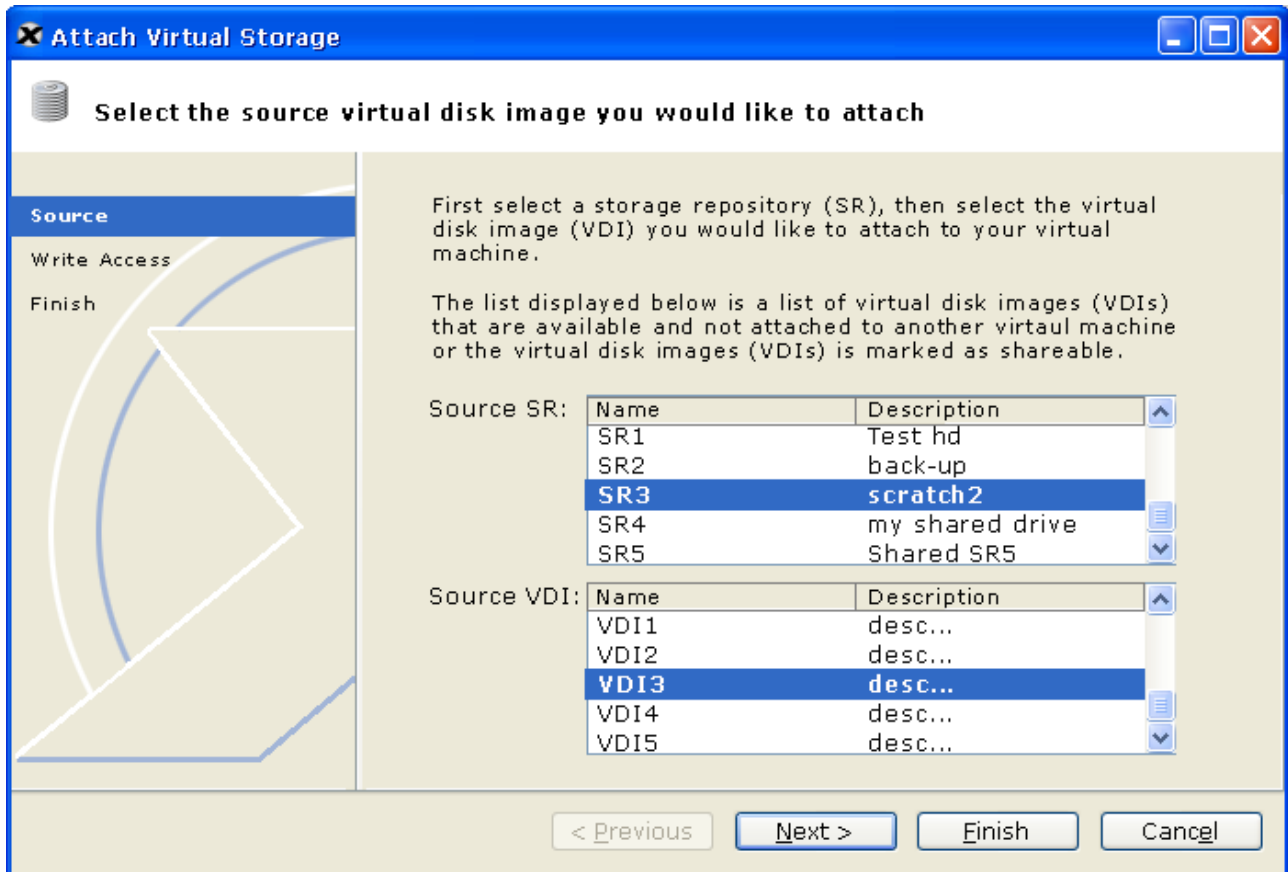 Attach Virtual Storage
Select the source virtual disk image you would like to attach
Source
Write Access
Finish
First select a storage repository (SR), then select the virtual
disk image (VDI) you would like to attach to your virtual
machine.
The list displayed below is a list of virtual disk images (VDIs)
that are available and not attached to another virtaul machine
or the virtual disk images (VDIs) is marked as shareable.
Source SR: Name Description
SR1 Test hd
SR2 back-up
SR3 scratch2
SR4 my shared drive
SR5 Shared SR5
Source VDI: Name Description
VDI1 desc...
VDI2 desc...
VDI3 desc...
VDI4 desc...
VDI5 desc...
< Previous Next > Finish Cancel